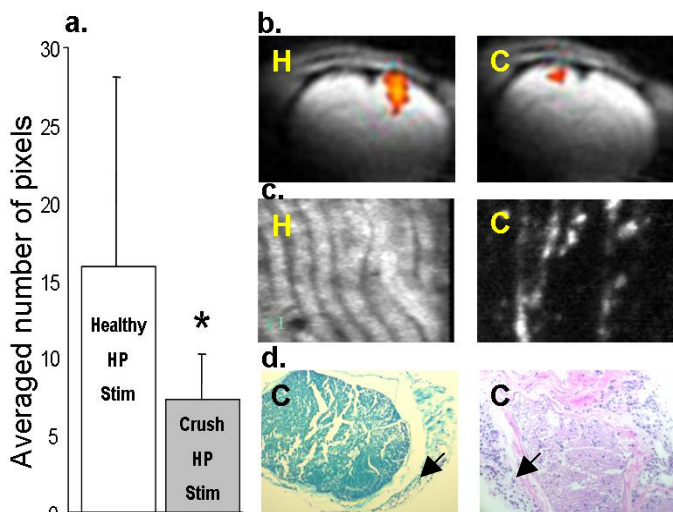 a.
Averaged number of pixels
30
25
20
15
10
5
0
Healthy
HP
Stim
*
Crush
HP
Stim
b.
H
C
c.
H
C
d.
C
C